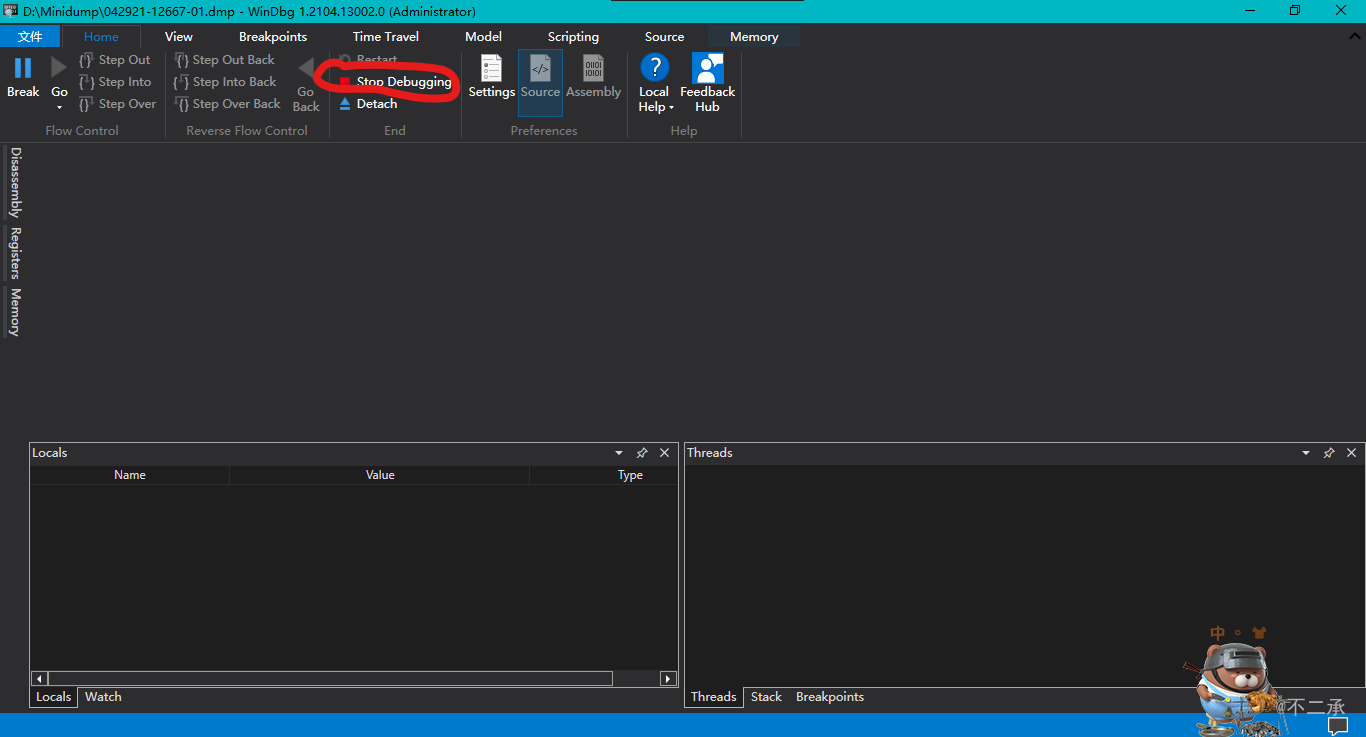 D:\Minidump\042921-12667-01.dmp - WinDbg 1.2104.13002.0 (Administrator)
文件 Home View Breakpoints Time Travel Model Scripting Source Memory
Step Out Step Out Back Restart
Step Into Step Into Back Stop Debugging
Break Go Step Over Step Over Back Go Back Detach Settings Source Assembly Local Help Feedback Hub
Flow Control Reverse Flow Control End Preferences Help
Disassembly
Registers
Memory
Locals
Name Value Type
Locals Watch
Threads
Threads Stack Breakpoints
中
@不二承